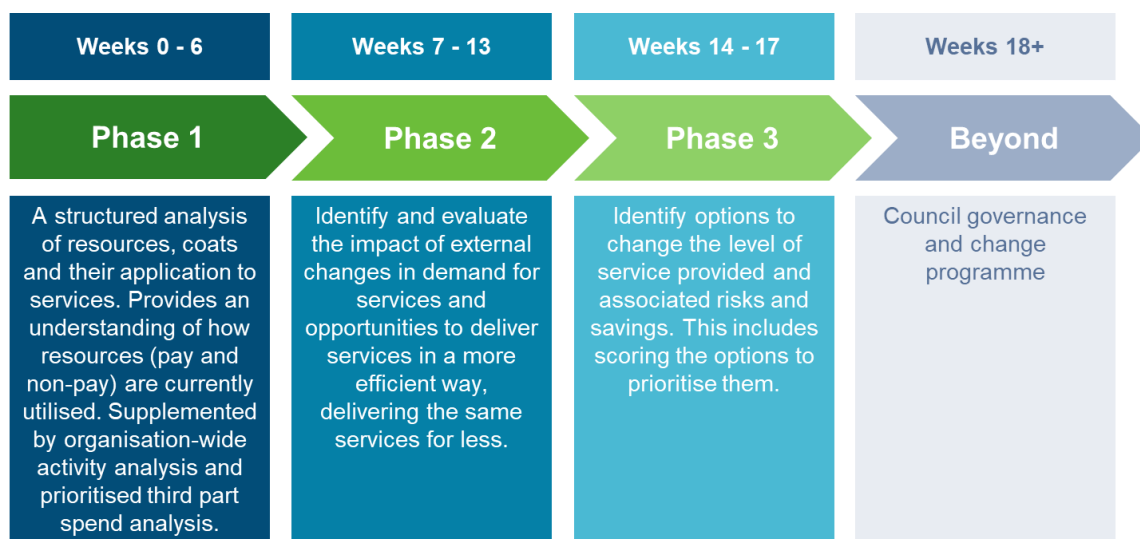 Weeks 0 - 6
Weeks 7 - 13
Weeks 14 - 17
Weeks 18+
Phase 1
Phase 2
Phase 3
Beyond
A structured analysis
of resources, coats
and their application to
services. Provides an
understanding of how
resources (pay and
non-pay) are currently
utilised. Supplemented
by organisation-wide
activity analysis and
prioritised third part
spend analysis.
Identify and evaluate
the impact of external
changes in demand for
services and
opportunities to deliver
services in a more
efficient way,
delivering the same
services for less.
Identify options to
change the level of
service provided and
associated risks and
savings. This includes
scoring the options to
prioritise them.
Council governance
and change
programme